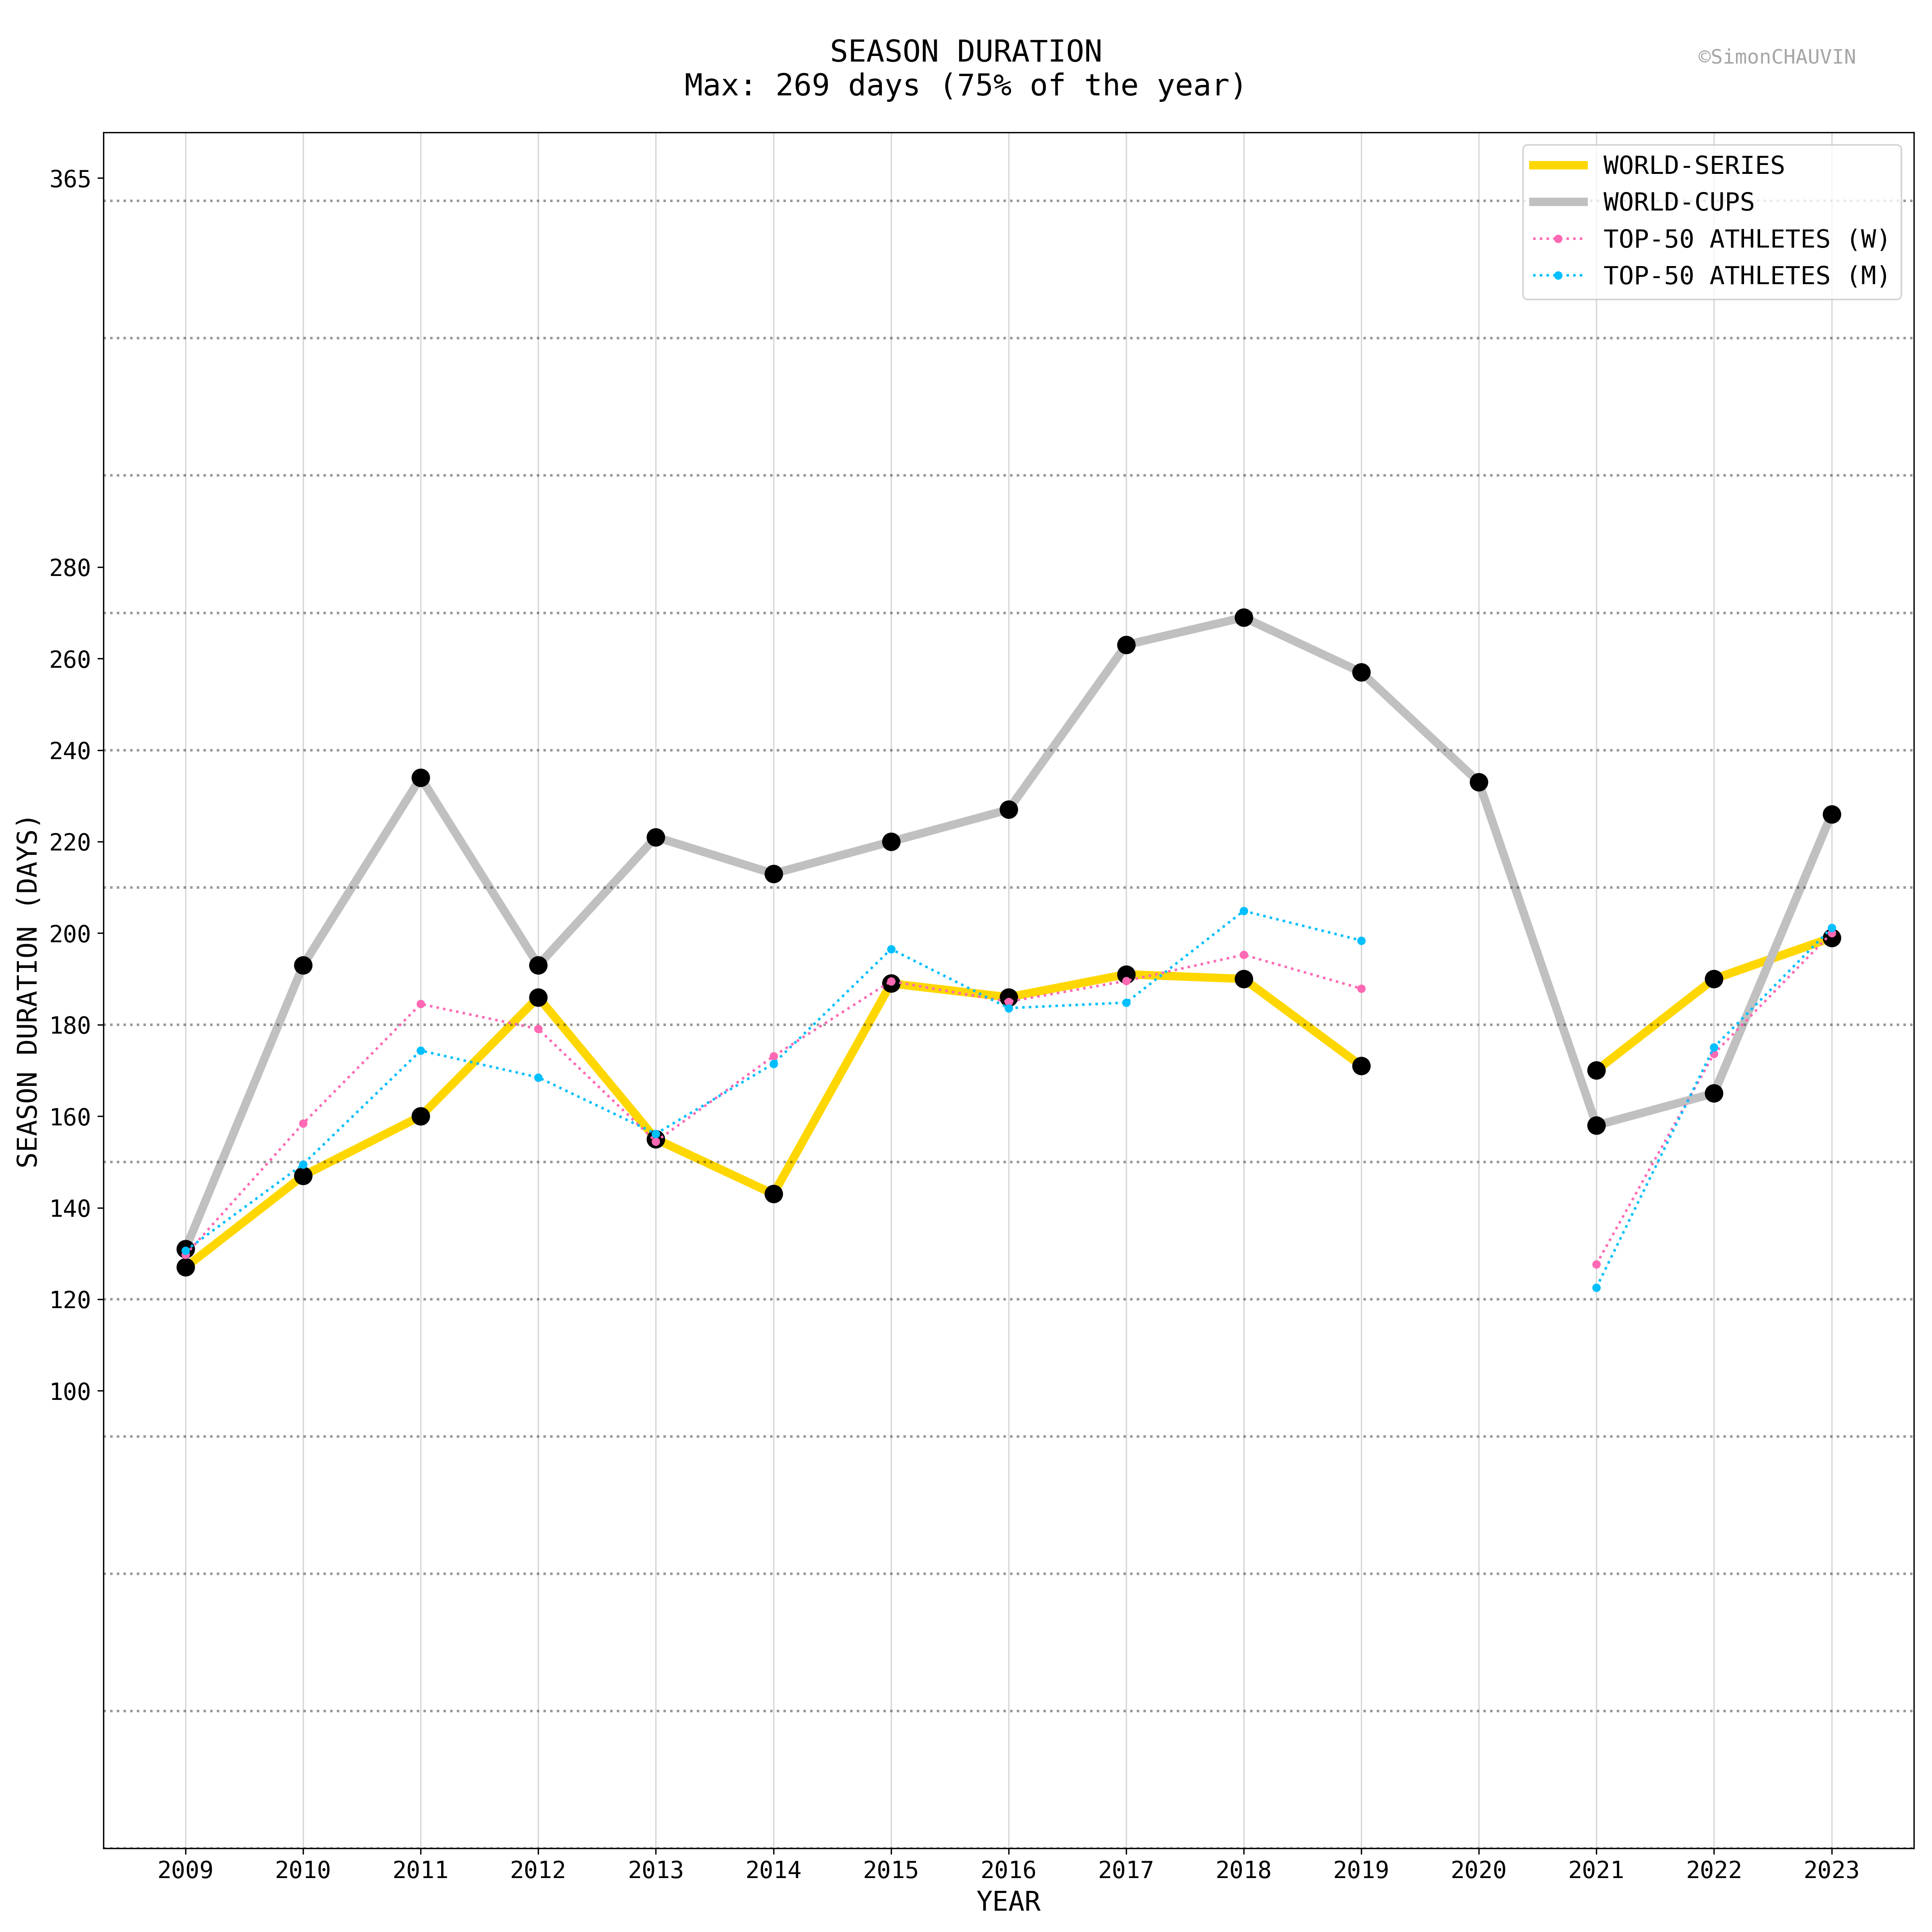 SEASON DURATION
Max: 269 days (75% of the year)
©SimonCHAUVIN
WORLD-SERIES
WORLD-CUPS
TOP-50 ATHLETES (W)
TOP-50 ATHLETES (M)
SEASON DURATION (DAYS)
365
280
260
240
220
200
180
160
140
120
100
2009 2010 2011 2012 2013 2014 2015 2016 2017 2018 2019 2020 2021 2022 2023
YEAR